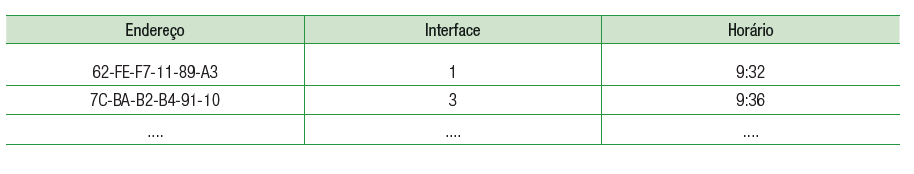 Endereço Interface Horário
62-FE-F7-11-89-A3 1 9:32
7C-BA-B2-B4-91-10 3 9:36
.... .... ....